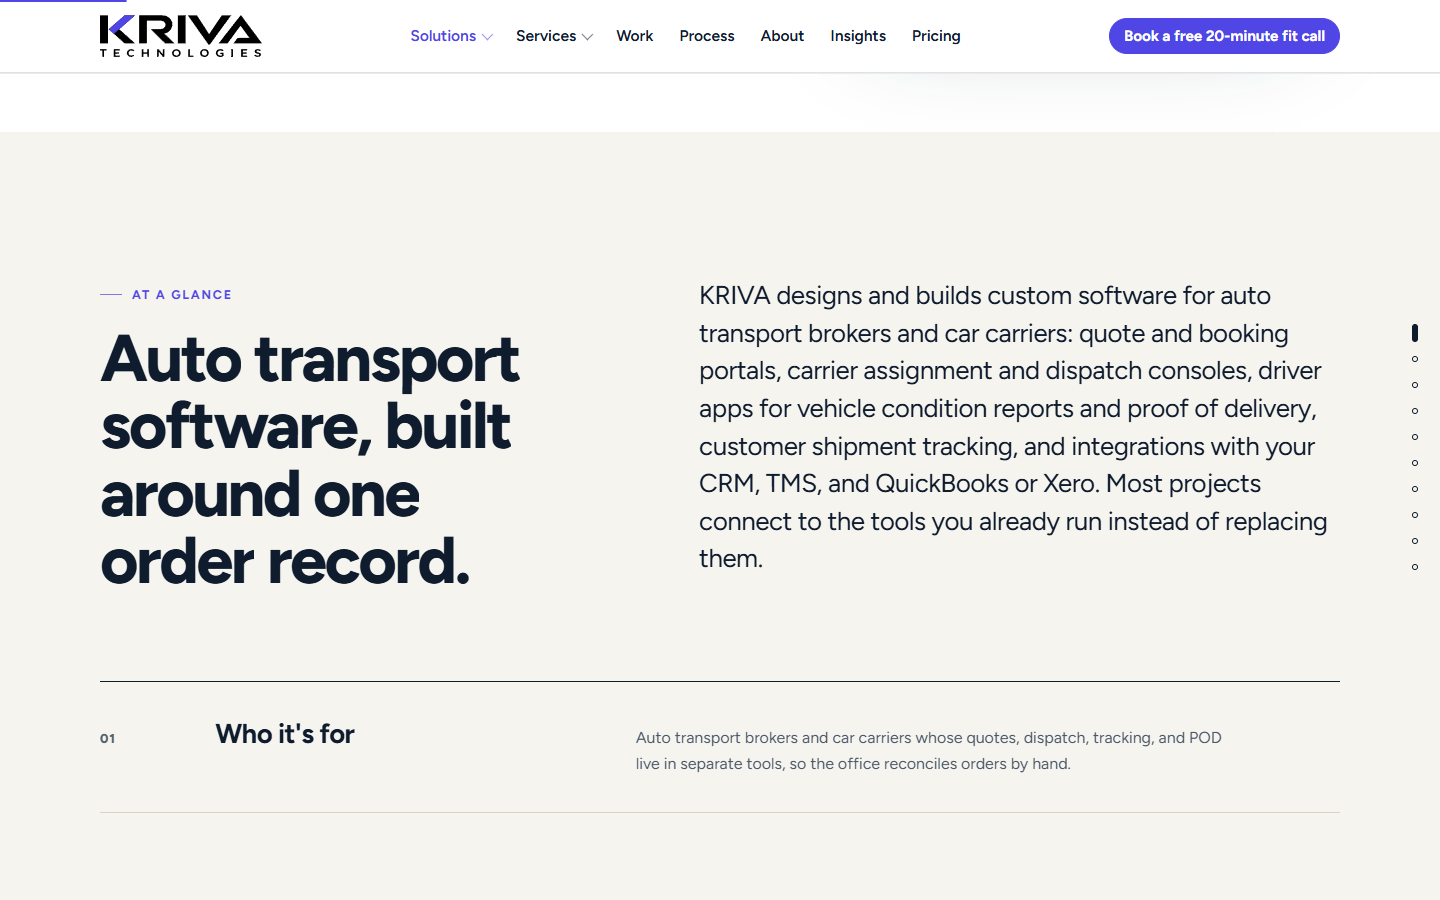 KRIVA
TECHNOLOGIES
Solutions Services Work Process About Insights Pricing
Book a free 20-minute fit call
AT A GLANCE
Auto transport
software, built
around one
order record.
KRIVA designs and builds custom software for auto
transport brokers and car carriers: quote and booking
portals, carrier assignment and dispatch consoles, driver
apps for vehicle condition reports and proof of delivery,
customer shipment tracking, and integrations with your
CRM, TMS, and QuickBooks or Xero. Most projects
connect to the tools you already run instead of replacing
them.
01
Who it's for
Auto transport brokers and car carriers whose quotes, dispatch, tracking, and POD
live in separate tools, so the office reconciles orders by hand.